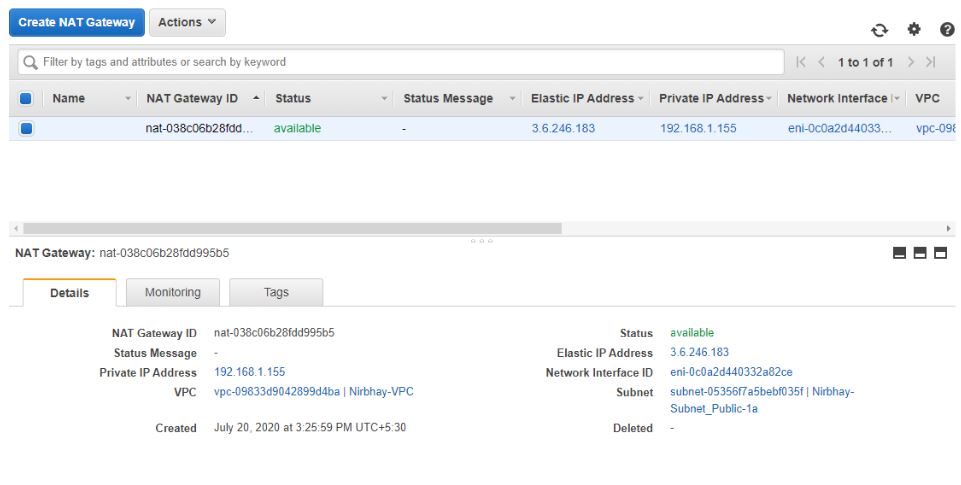 Create NAT Gateway Actions
Filter by tags and attributes or search by keyword 1 to 1 of 1
Name NAT Gateway ID Status Status Message Elastic IP Address Private IP Address Network Interface VPC
nat-038c06b28fdd... available - 3.6.246.183 192.168.1.155 eni-0c0a2d44033... vpc-098
NAT Gateway: nat-038c06b28fdd995b5
Details Monitoring Tags
NAT Gateway ID nat-038c06b28fdd995b5 Status available
Status Message - Elastic IP Address 3.6.246.183
Private IP Address 192.168.1.155 Network Interface ID eni-0c0a2d440332a82ce
VPC vpc-09833d9042899d4ba | Nirbhay-VPC Subnet subnet-05356f7a5bebf035f | Nirbhay-
Subnet_Public-1a
Created July 20, 2020 at 3:25:59 PM UTC+5:30 Deleted -